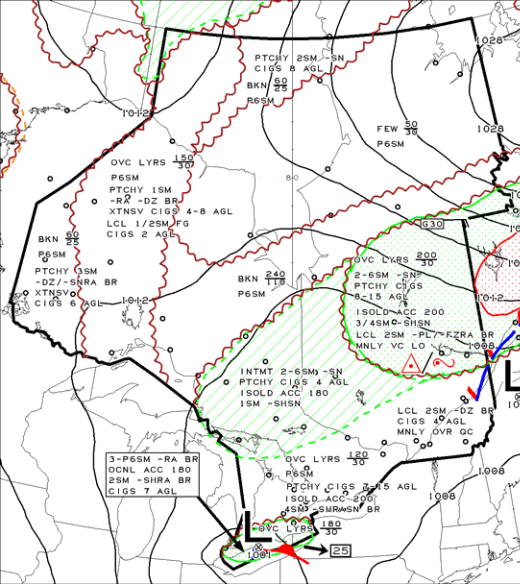 1028
PTCHY 2SM -SN
CIGS 8 AGL
BKN 60/25
P6SM
1012
FEW 50/30
P6SM
1028
OVC LYRS 150/30
P6SM
PTCHY 1SM
-RA -DZ BR
XTNSV CIGS 4-8 AGL
LCL 1/2SM FG
CIGS 2 AGL
80
G30
BKN 60/25
P6SM
PTCHY 3SM
-DZ/-SNRA BR
XTNSV
CIGS 6 AGL
1012
BKN 240/110
P6SM
OVC LYRS 200/30
2-6SM -SN
PTCHY CIGS
8-15 AGL
ISOLD ACC 200
3/4SM -SHSN
LCL 2SM -PL/-FZRA BR
MNLY VC LO
1012
1008
INTMT 2-6SM -SN
PTCHY CIGS 4 AGL
ISOLD ACC 180
1SM -SHSN
L
LCL 2SM -DZ BR
CIGS 4 AGL
MNLY OVR QC
3-P6SM -RA BR
OCNL ACC 180
2SM -SHRA BR
CIGS 7 AGL
OVC LYRS 120/30
P6SM
PTCHY CIGS 7-15 AGL
ISOLD ACC 200
4SM -SHRASN BR
1008
1008
L
OVC LYRS 180/30
1001
25